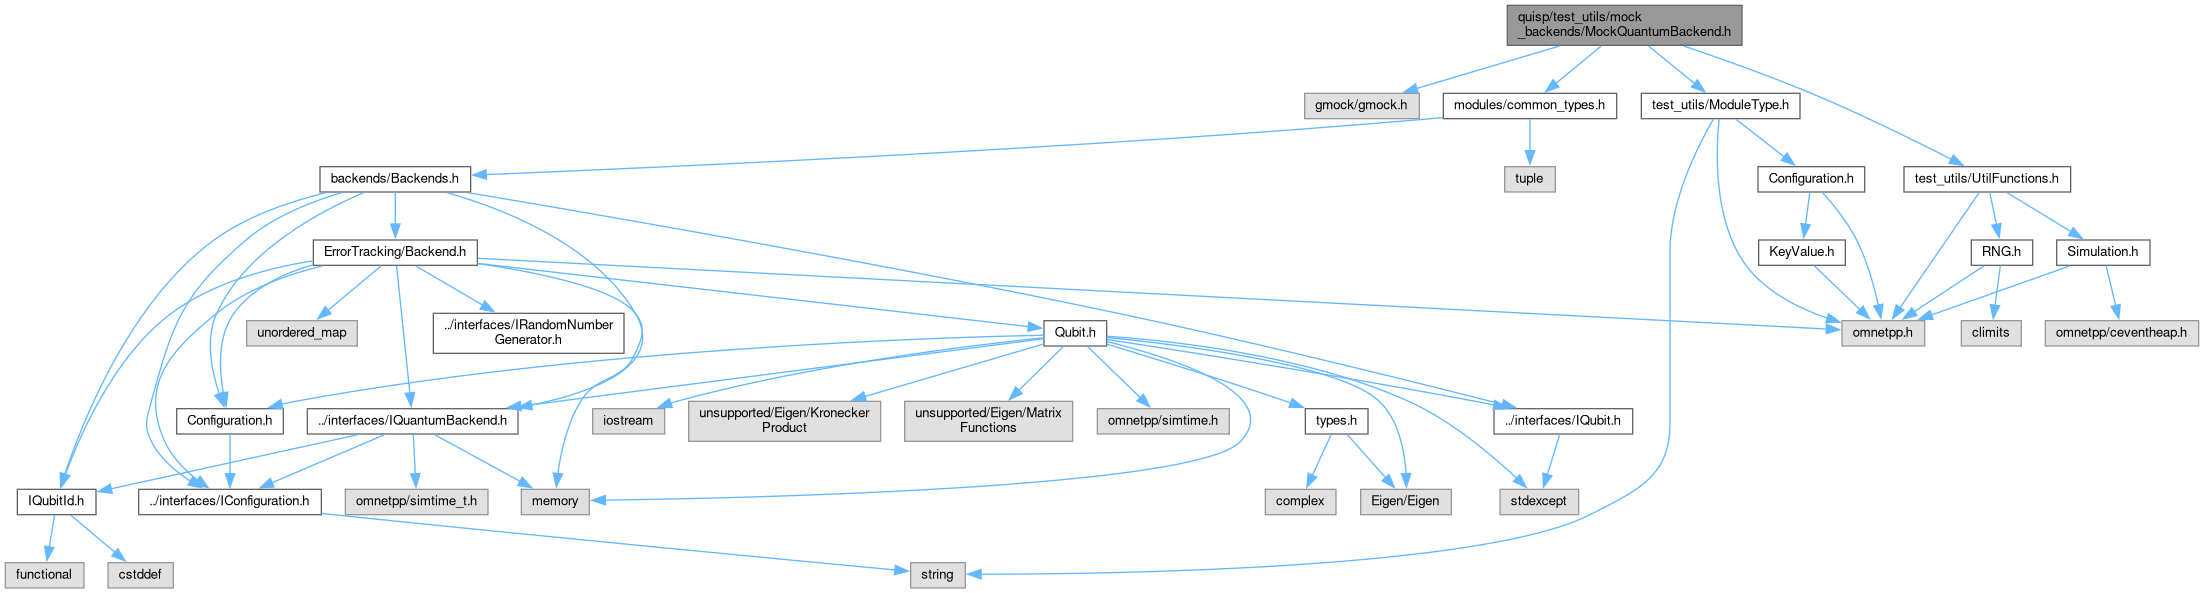 quisp/test_utils/mock
_backends/MockQuantumBackend.h
gmock/gmock.h
modules/common_types.h
test_utils/ModuleType.h
backends/Backends.h
tuple
Configuration.h
test_utils/UtilFunctions.h
ErrorTracking/Backend.h
KeyValue.h
RNG.h
Simulation.h
unordered_map
../interfaces/IRandomNumber
Generator.h
Qubit.h
omnetpp.h
climits
omnetpp/ceventheap.h
Configuration.h
../interfaces/IQuantumBackend.h
iostream
unsupported/Eigen/Kronecker
Product
unsupported/Eigen/Matrix
Functions
omnetpp/simtime.h
types.h
../interfaces/IQubit.h
IQubitId.h
../interfaces/IConfiguration.h
omnetpp/simtime_t.h
memory
complex
Eigen/Eigen
stdexcept
functional
cstddef
string